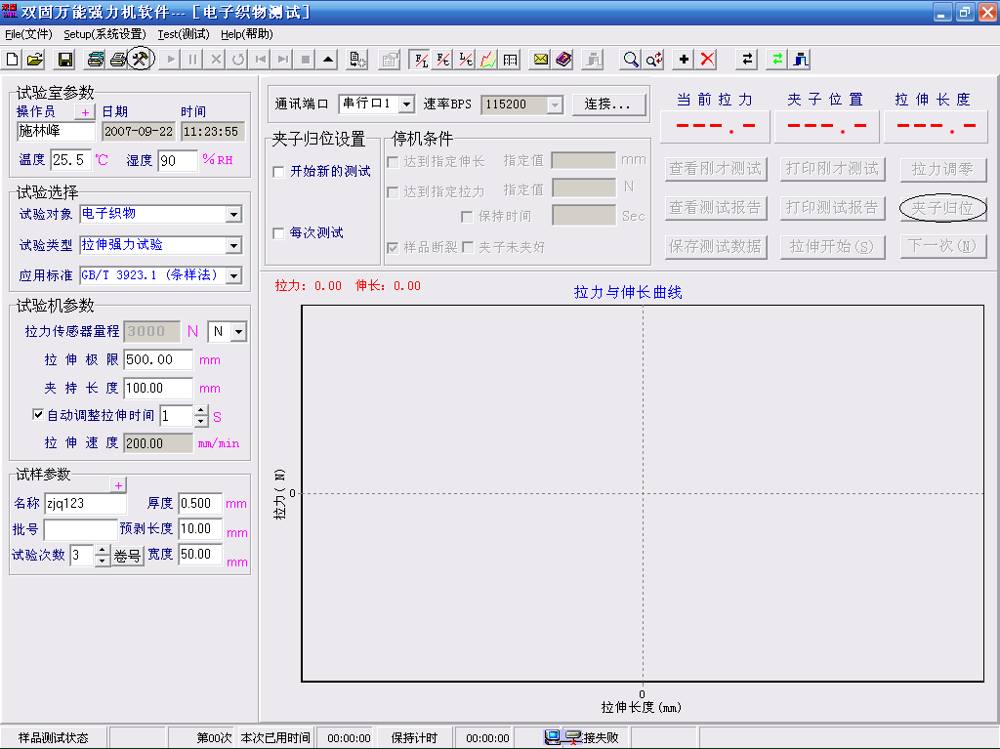 双固万能强力机软件---［电子织物测试］
File(文件) Setup(系统设置) Test(测试) Help(帮助)
试验室参数
操作员 + 日期 时间
施林峰 2007-09-22 11:23:55
温度 25.5 ℃ 湿度 90 %RH
试验选择
试验对象 电子织物
试验类型 拉伸强力试验
应用标准 GB/T 3923.1 (条样法)
试验机参数
拉力传感器量程 3000 N N
拉伸极限 500.00 mm
夹持长度 100.00 mm
自动调整拉伸时间 1 S
拉伸速度 200.00 mm/min
试样参数
+
名称 zjq123 厚度 0.500 mm
批号 预剥长度 10.00 mm
试验次数 3 卷号 宽度 50.00 mm
通讯端口 串行口1 速率BPS 115200 连接...
夹子归位设置
开始新的测试
每次测试
停机条件
达到指定伸长 指定值 mm
达到指定拉力 指定值 N
保持时间 Sec
样品断裂 夹子未夹好
当前拉力 夹子位置 拉伸长度
---.- ---.- ---.-
查看刚才测试 打印刚才测试 拉力调零
查看测试报告 打印测试报告 夹子归位
保存测试数据 拉伸开始(S) 下一次(N)
拉力: 0.00 伸长: 0.00
拉力与伸长曲线
拉力( N)
0
0
拉伸长度(mm)
样品测试状态 第00次 本次已用时间 00:00:00 保持计时 00:00:00 接失败